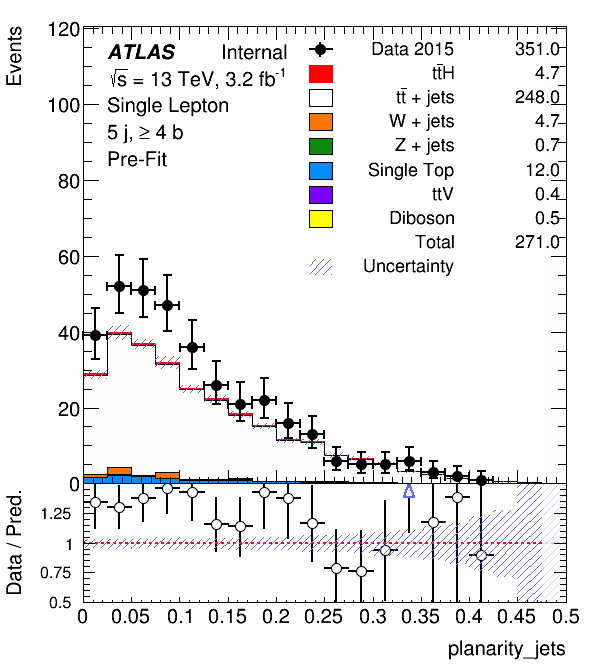 Events
120
100
80
60
40
20
0
ATLAS Internal
√s = 13 TeV, 3.2 fb⁻¹
Single Lepton
5 j, ≥ 4 b
Pre-Fit
Data 2015 351.0
tt̄H 4.7
tt̄ + jets 248.0
W + jets 4.7
Z + jets 0.7
Single Top 12.0
ttV 0.4
Diboson 0.5
Total 271.0
Uncertainty
Data / Pred.
1.25
1
0.75
0.5
0 0.05 0.1 0.15 0.2 0.25 0.3 0.35 0.4 0.45 0.5
planarity_jets